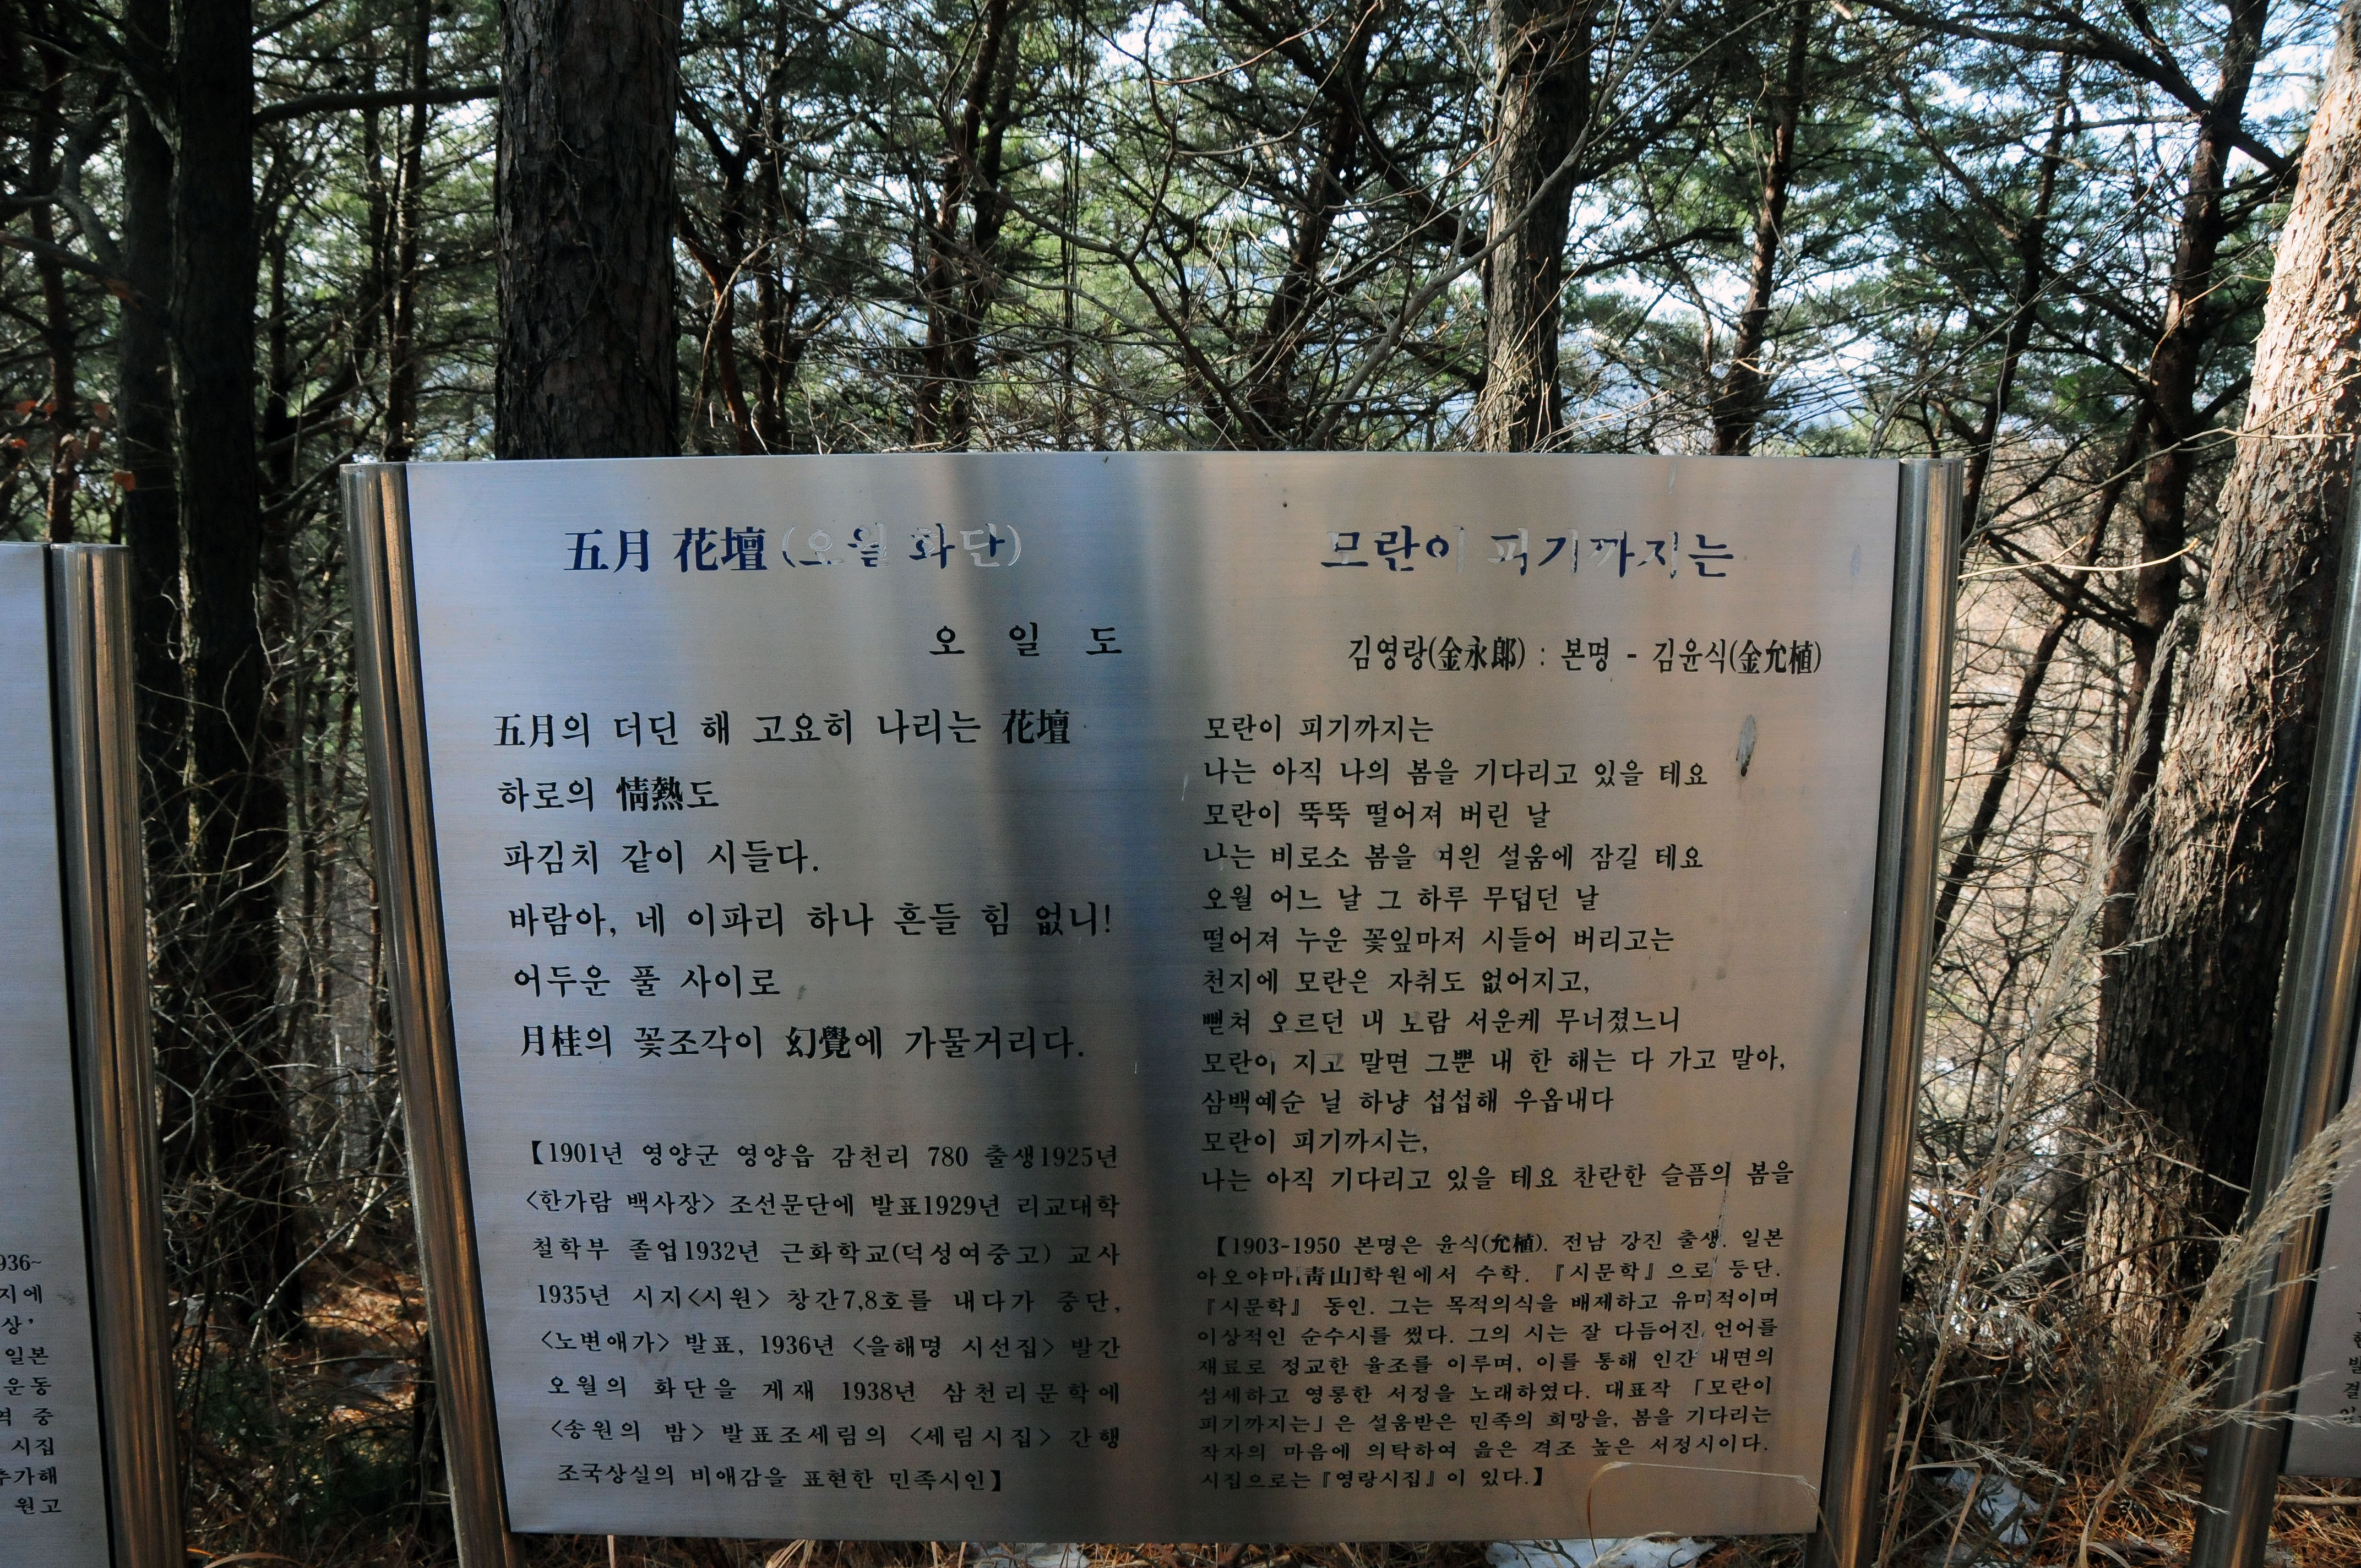 五月 花壇(오월 화단)
오 일 도
五月의 더딘 해 고요히 나리는 花壇
하로의 情熱도
파김치 같이 시들다.
바람아, 네 이파리 하나 흔들 힘 없니!
어두운 풀 사이로
月桂의 꽃조각이 幻覺에 가물거리다.
【1901년 영양군 영양읍 감천리 780 출생1925년
〈한가람 백사장〉 조선문단에 발표1929년 리교대학
철학부 졸업1932년 근화학교(덕성여중고) 교사
1935년 시지〈시원〉 창간7,8호를 내다가 중단,
〈노변애가〉 발표, 1936년 〈을해명 시선집〉 발간
오월의 화단을 게재 1938년 삼천리문학에
〈송원의 밤〉 발표조세림의 〈세림시집〉 간행
조국상실의 비애감을 표현한 민족시인】
모란이 피기까지는
김영랑(金永郞) : 본명 - 김윤식(金允植)
모란이 피기까지는
나는 아직 나의 봄을 기다리고 있을 테요
모란이 뚝뚝 떨어져 버린 날
나는 비로소 봄을 여읜 설움에 잠길 테요
오월 어느 날 그 하루 무덥던 날
떨어져 누운 꽃잎마저 시들어 버리고는
천지에 모란은 자취도 없어지고,
뻗쳐 오르던 내 노람 서운케 무너졌느니
모란이 지고 말면 그뿐 내 한 해는 다 가고 말아,
삼백예순 닐 하냥 섭섭해 우옵내다
모란이 피기까지는,
나는 아직 기다리고 있을 테요 찬란한 슬픔의 봄을
【1903-1950 본명은 윤식(允植). 전남 강진 출생. 일본
아오야마[靑山]학원에서 수학. 『시문학』으로 등단.
『시문학』 동인. 그는 목적의식을 배제하고 유미적이며
이상적인 순수시를 썼다. 그의 시는 잘 다듬어진 언어를
재료로 정교한 율조를 이루며, 이를 통해 인간 내면의
섬세하고 영롱한 서정을 노래하였다. 대표작 「모란이
피기까지는」은 설움받은 민족의 희망을, 봄을 기다리는
작자의 마음에 의탁하여 읊은 격조 높은 서정시이다.
시집으로는『영랑시집』이 있다.】
936~
지에
상'
일본
운동
중
시집
추가해
원고